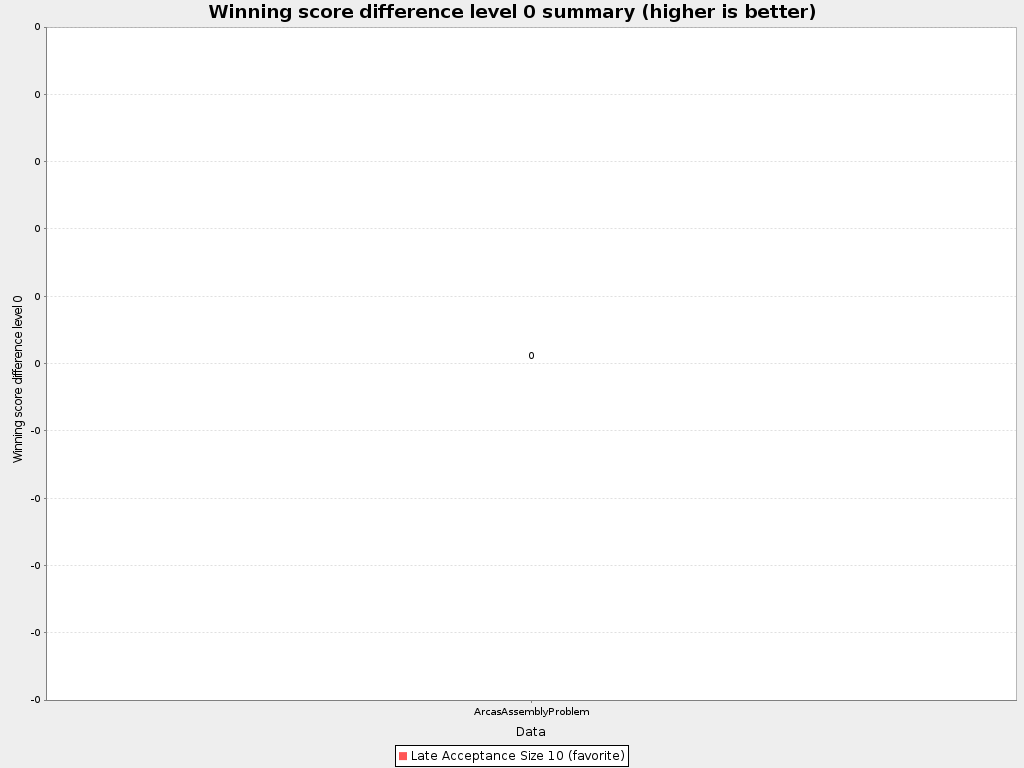 Winning score difference level 0 summary (higher is better)
0
0
0
0
0
0
-0
-0
-0
-0
-0
Winning score difference level 0
0
ArcasAssemblyProblem
Data
Late Acceptance Size 10 (favorite)